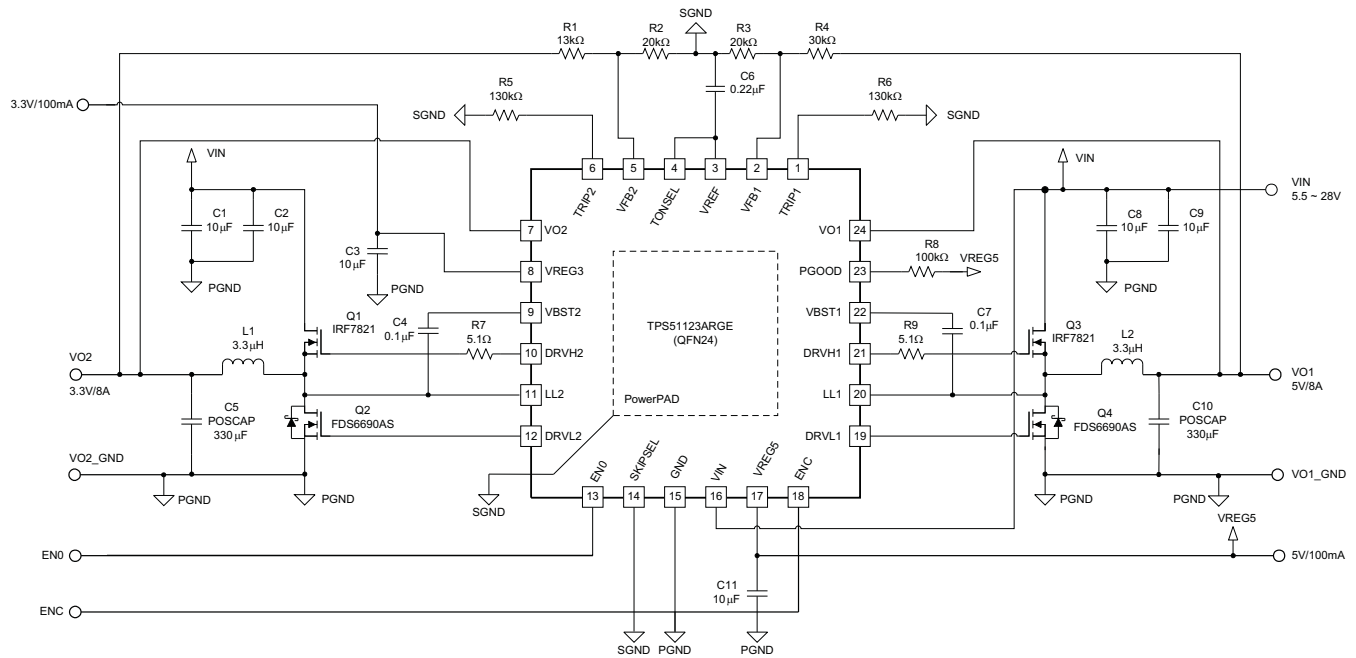 SGND
R1
13kΩ
R2
20kΩ
R3
20kΩ
R4
30kΩ
C6
0.22µF
R5
130kΩ
R6
130kΩ
3.3V/100mA
SGND
SGND
VIN
VIN
VIN
5.5 ~ 28V
6
5
4
3
2
1
TRIP2
VFB2
TONSEL
VREF
VFB1
TRIP1
C1
10µF
C2
10µF
C3
10µF
PGND
PGND
7
VO2
8
VREG3
9
VBST2
10
DRVH2
11
LL2
12
DRVL2
VO1
24
PGOOD
23
VBST1
22
DRVH1
21
LL1
20
DRVL1
19
R8
100kΩ
VREG5
C8
10µF
C9
10µF
PGND
TPS51123ARGE
(QFN24)
PowerPAD
Q1
IRF7821
C4
0.1µF
R7
5.1Ω
L1
3.3µH
VO2
3.3V/8A
C5
POSCAP
330µF
Q2
FDS6690AS
VO2_GND
PGND
PGND
C7
0.1µF
R9
5.1Ω
Q3
IRF7821
L2
3.3µH
VO1
5V/8A
Q4
FDS6690AS
C10
POSCAP
330µF
VO1_GND
PGND
PGND
EN0
SKIPSEL
GND
VIN
VREG5
ENC
13
14
15
16
17
18
SGND
VREG5
EN0
5V/100mA
C11
10µF
ENC
SGND
PGND
PGND